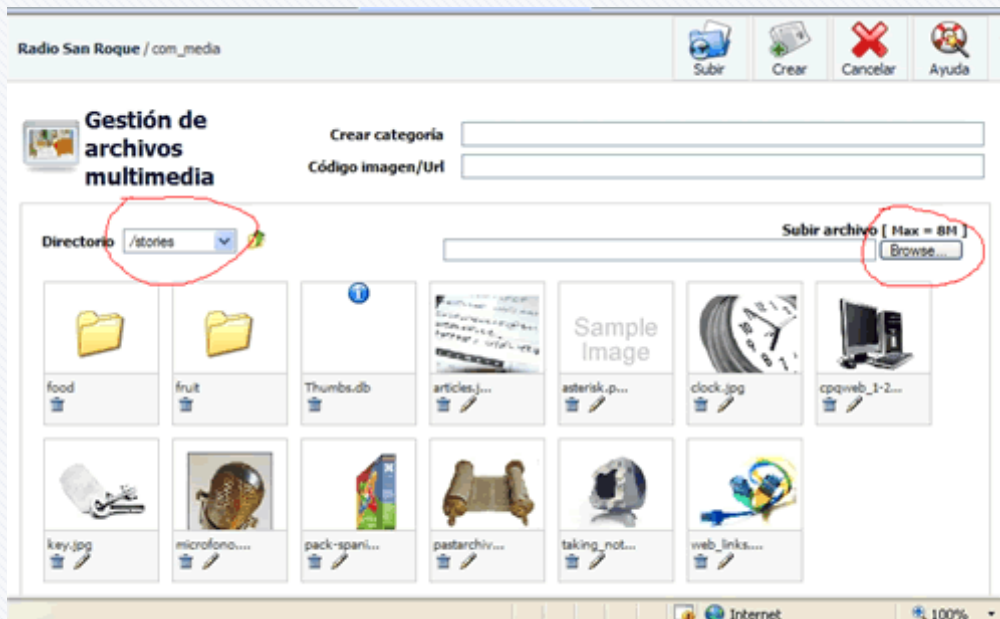 Radio San Roque / com_media
Subir
Crear
Cancelar
Ayuda
Gestión de
archivos
multimedia
Crear categoría
Código imagen/Url
Directorio
/stories
Subir archivo [ Max = 8M ]
Browse...
Sample
Image
food
fruit
Thumbs.db
articles.j...
asterisk.p...
clock.jpg
cpqweb_1-2...
key.jpg
microfono....
pack-spani...
pastarchiv...
taking_not...
web_links....
Internet
100%